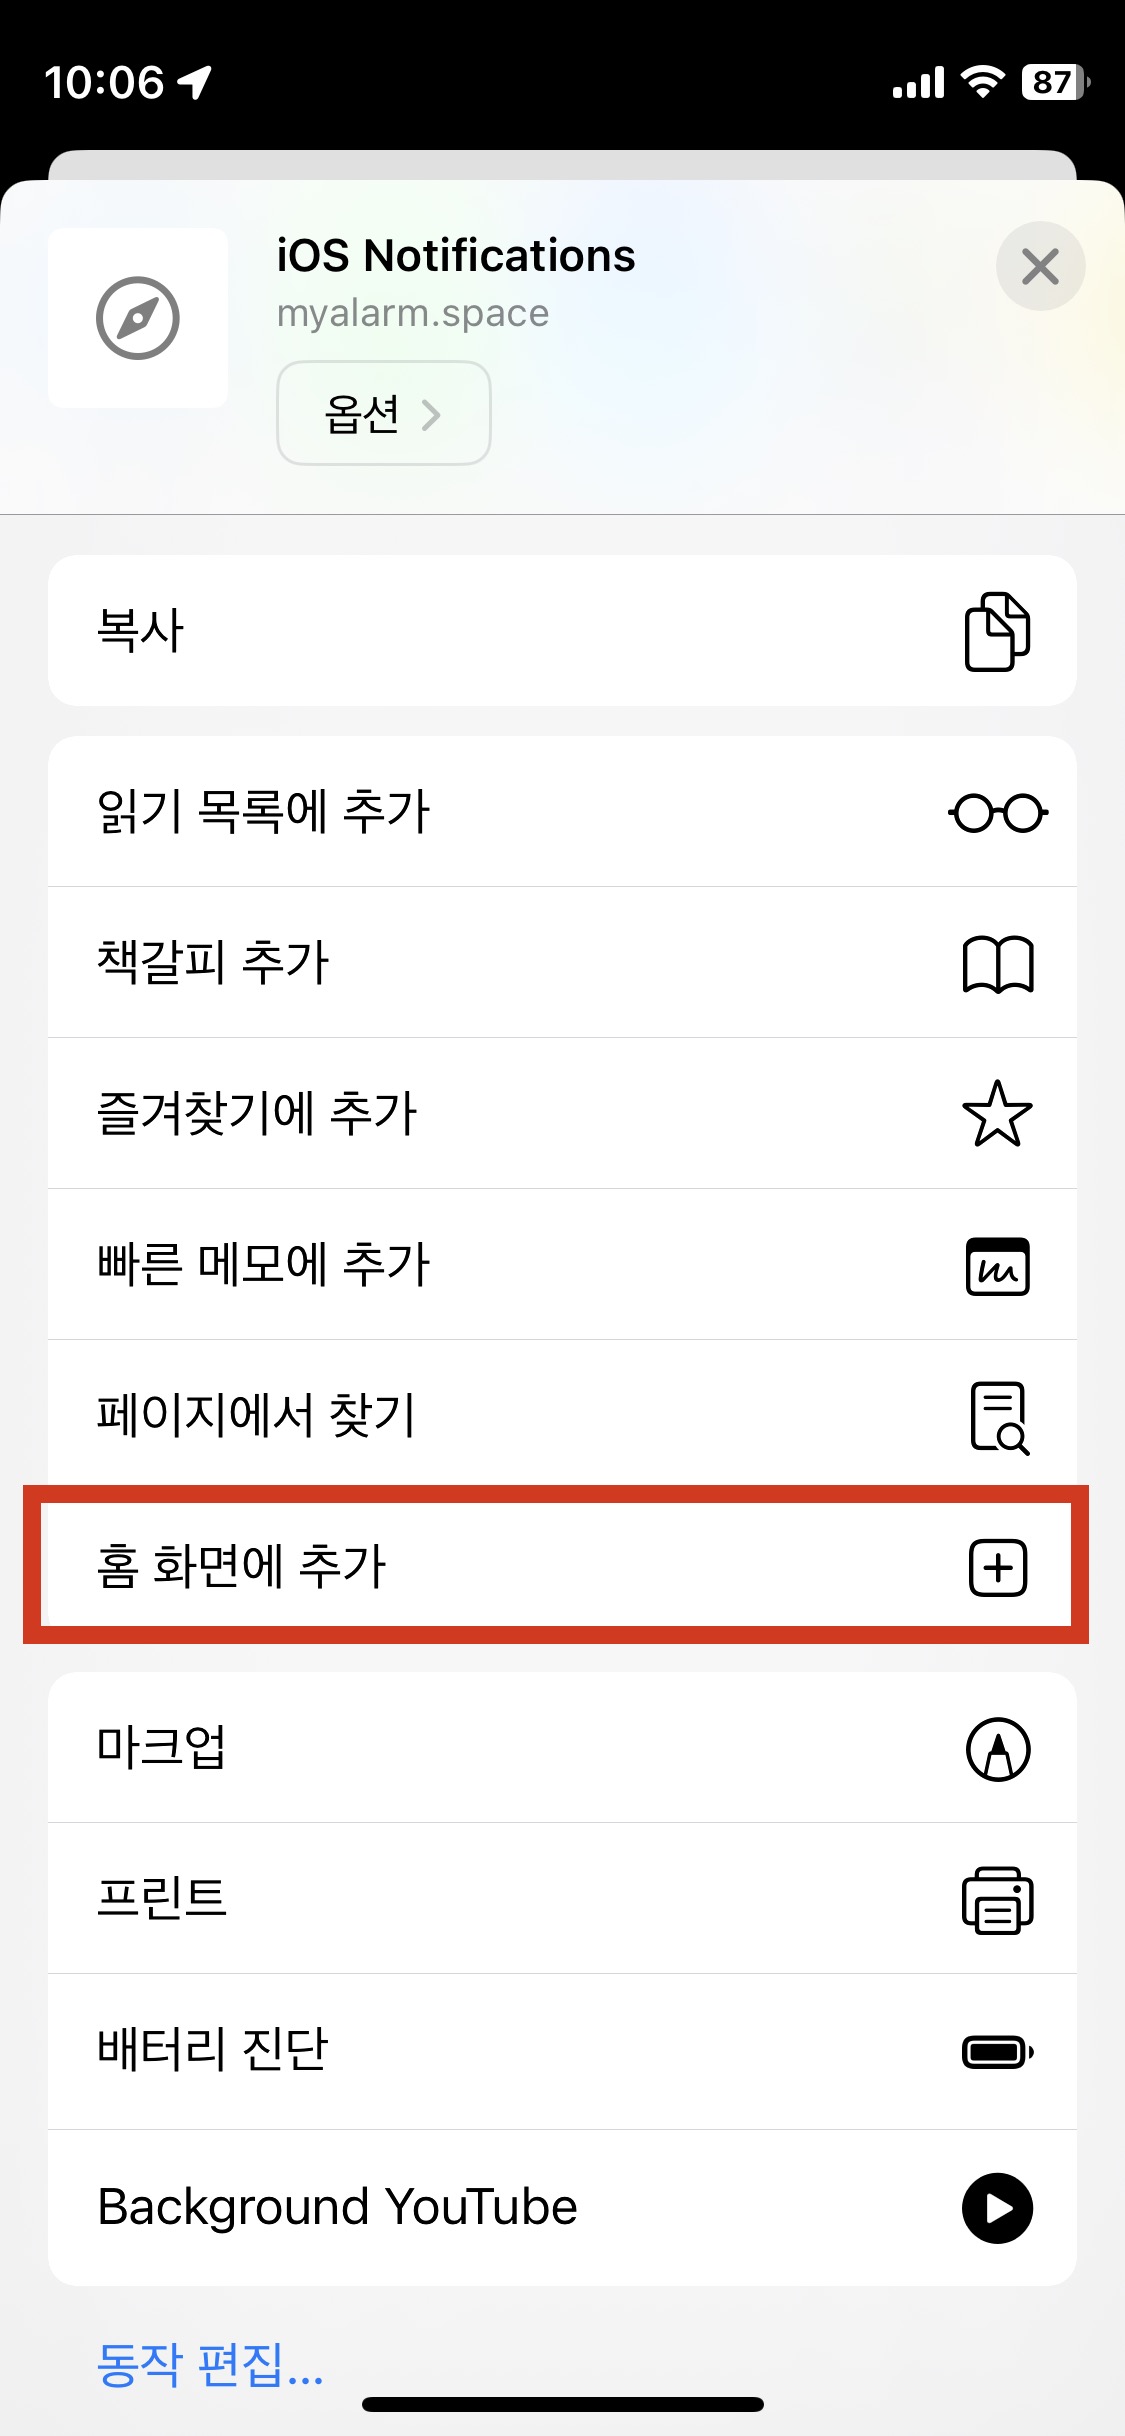 10:06
87
iOS Notifications
myalarm.space
옵션
복사
읽기 목록에 추가
책갈피 추가
즐겨찾기에 추가
빠른 메모에 추가
페이지에서 찾기
홈 화면에 추가
마크업
프린트
배터리 진단
Background YouTube
동작 편집...